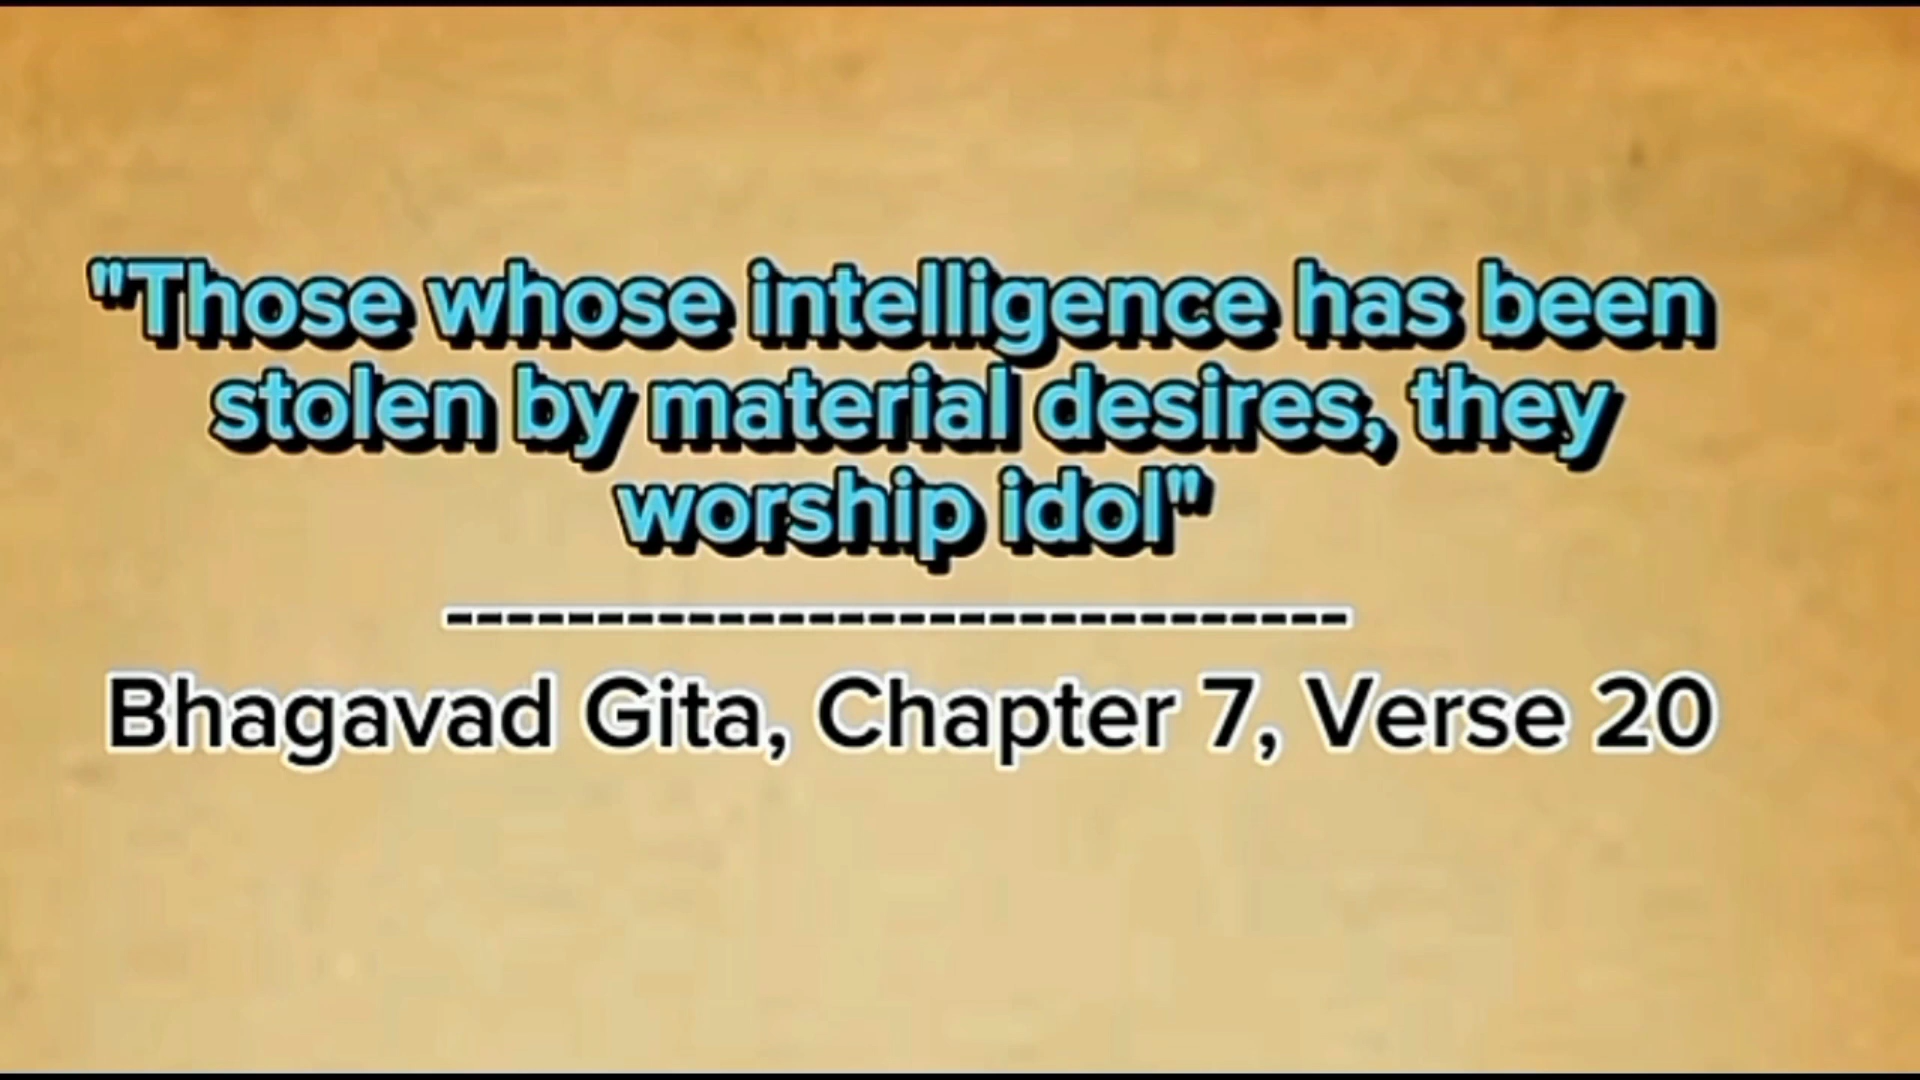 "Those whose intelligence has been
stolen by material desires, they
worship idol"
------------------------------
Bhagavad Gita, Chapter 7, Verse 20